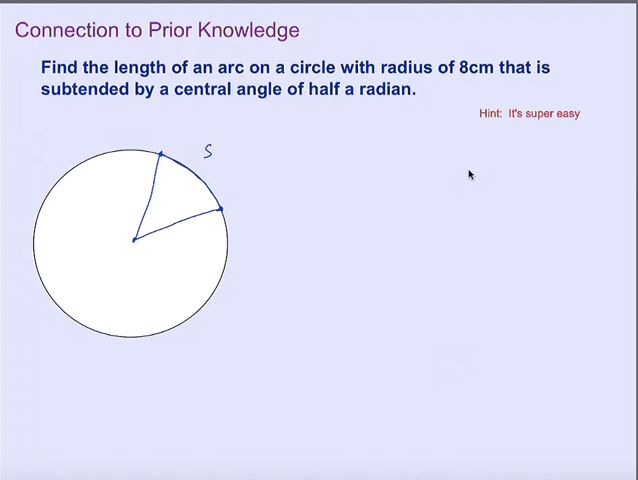 Connection to Prior Knowledge
Find the length of an arc on a circle with radius of 8cm that is
subtended by a central angle of half a radian.
Hint: It's super easy
s